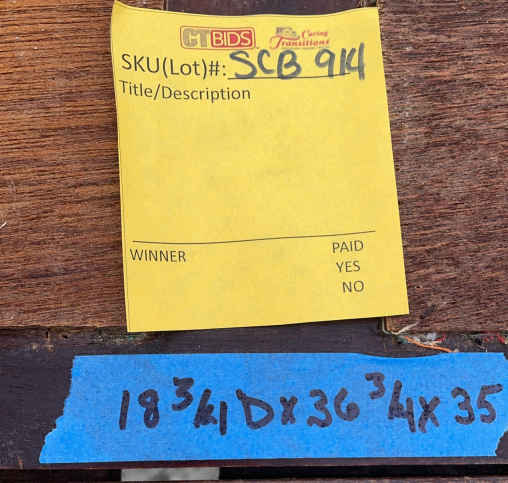 CTBIDS Caring Transitions
SKU(Lot)#: SCB 914
Title/Description
WINNER PAID
YES
NO
18 3/4 D X 36 3/4 X 35